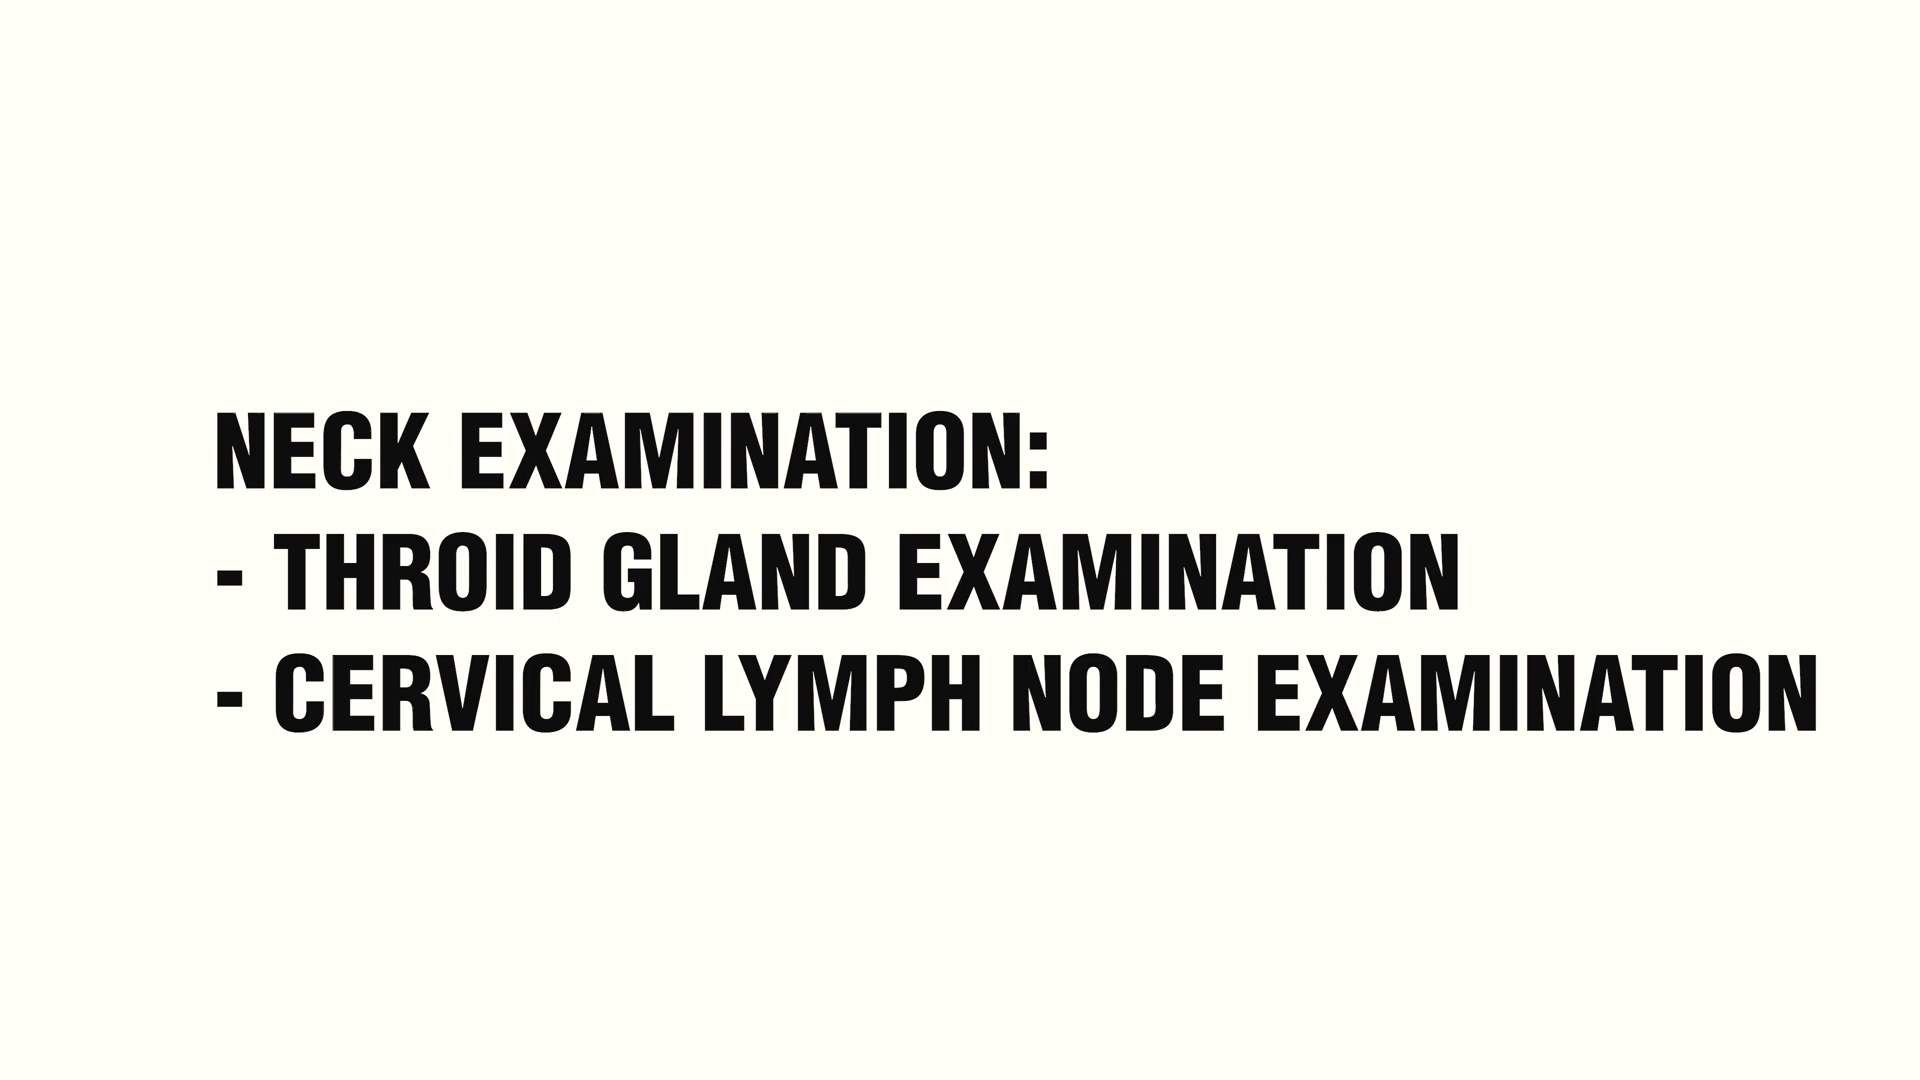 NECK EXAMINATION:
- THROID GLAND EXAMINATION
- CERVICAL LYMPH NODE EXAMINATION